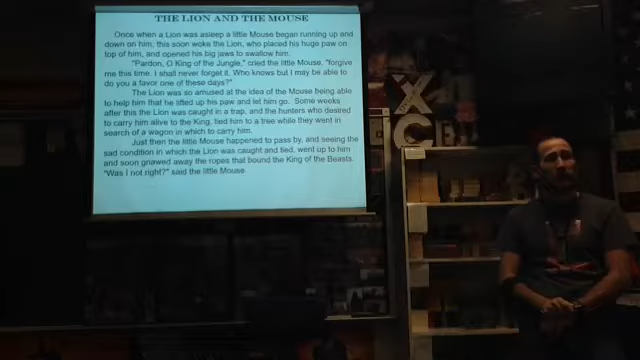 THE LION AND THE MOUSE
Once when a Lion was asleep a little Mouse began running up and
down on him; this soon woke the Lion, who placed his huge paw on
top of him, and opened his big jaws to swallow him.
"Pardon, O King of the Jungle," cried the little Mouse, "forgive
me this time. I shall never forget it. Who knows but I may be able to
do you a favor one of these days?"
The Lion was so amused at the idea of the Mouse being able
to help him that he lifted up his paw and let him go. Some weeks
after this the Lion was caught in a trap, and the hunters who desired
to carry him alive to the King, tied him to a tree while they went in
search of a wagon in which to carry him.
Just then the little Mouse happened to pass by, and seeing the
sad condition in which the Lion was caught and tied, went up to him
and soon gnawed away the ropes that bound the King of the Beasts.
"Was I not right?" said the little Mouse.
X
C